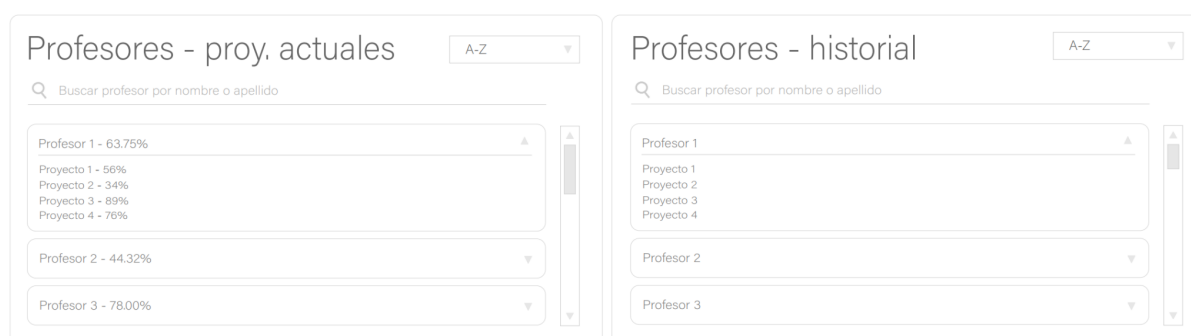 Profesores - proy. actuales
A-Z
Buscar profesor por nombre o apellido
Profesor 1 - 63.75%
Proyecto 1 - 56%
Proyecto 2 - 34%
Proyecto 3 - 89%
Proyecto 4 - 76%
Profesor 2 - 44.32%
Profesor 3 - 78.00%
Profesores - historial
A-Z
Buscar profesor por nombre o apellido
Profesor 1
Proyecto 1
Proyecto 2
Proyecto 3
Proyecto 4
Profesor 2
Profesor 3